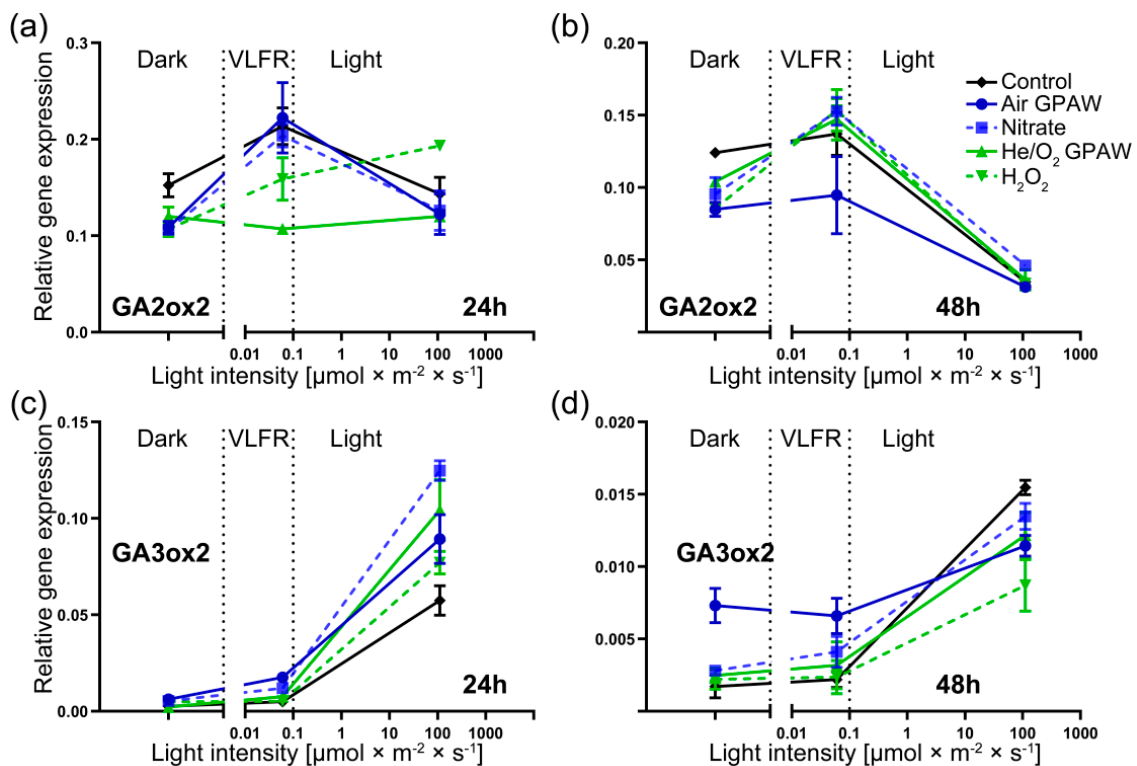 (a)
0.3
Dark VLFR Light
0.2
0.1
0.0
Relative gene expression
GA2ox2
24h
0.01 0.1 1 10 100 1000
Light intensity [µmol × m⁻² × s⁻¹]
(b)
0.20
Dark VLFR Light
0.15
0.10
0.05
GA2ox2
48h
0.01 0.1 1 10 100 1000
Light intensity [µmol × m⁻² × s⁻¹]
Control
Air GPAW
Nitrate
He/O₂ GPAW
H₂O₂
(c)
0.15
Dark VLFR Light
0.10
0.05
0.00
Relative gene expression
GA3ox2
24h
0.01 0.1 1 10 100 1000
Light intensity [µmol × m⁻² × s⁻¹]
(d)
0.020
Dark VLFR Light
0.015
0.010
0.005
GA3ox2
48h
0.01 0.1 1 10 100 1000
Light intensity [µmol × m⁻² × s⁻¹]